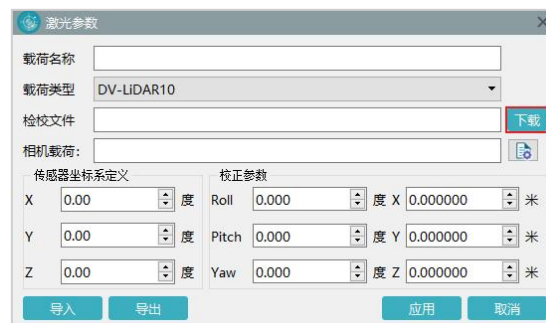 激光参数
载荷名称
载荷类型 DV-LiDAR10
检校文件 下载
相机载荷:
传感器坐标系定义 校正参数
X 0.00 度 Roll 0.000 度 X 0.000000 米
Y 0.00 度 Pitch 0.000 度 Y 0.000000 米
Z 0.00 度 Yaw 0.000 度 Z 0.000000 米
导入 导出 应用 取消